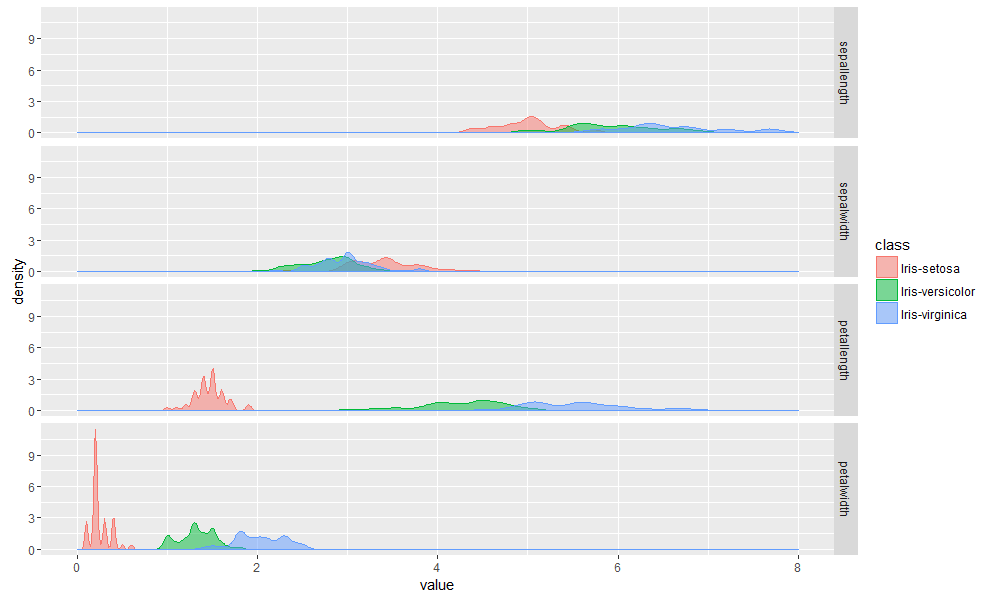 9
6
3
0
sepallength
9
6
3
0
sepalwidth
9
6
3
0
petallength
9
6
3
0
petalwidth
density
0 2 4 6 8
value
class
Iris-setosa
Iris-versicolor
Iris-virginica